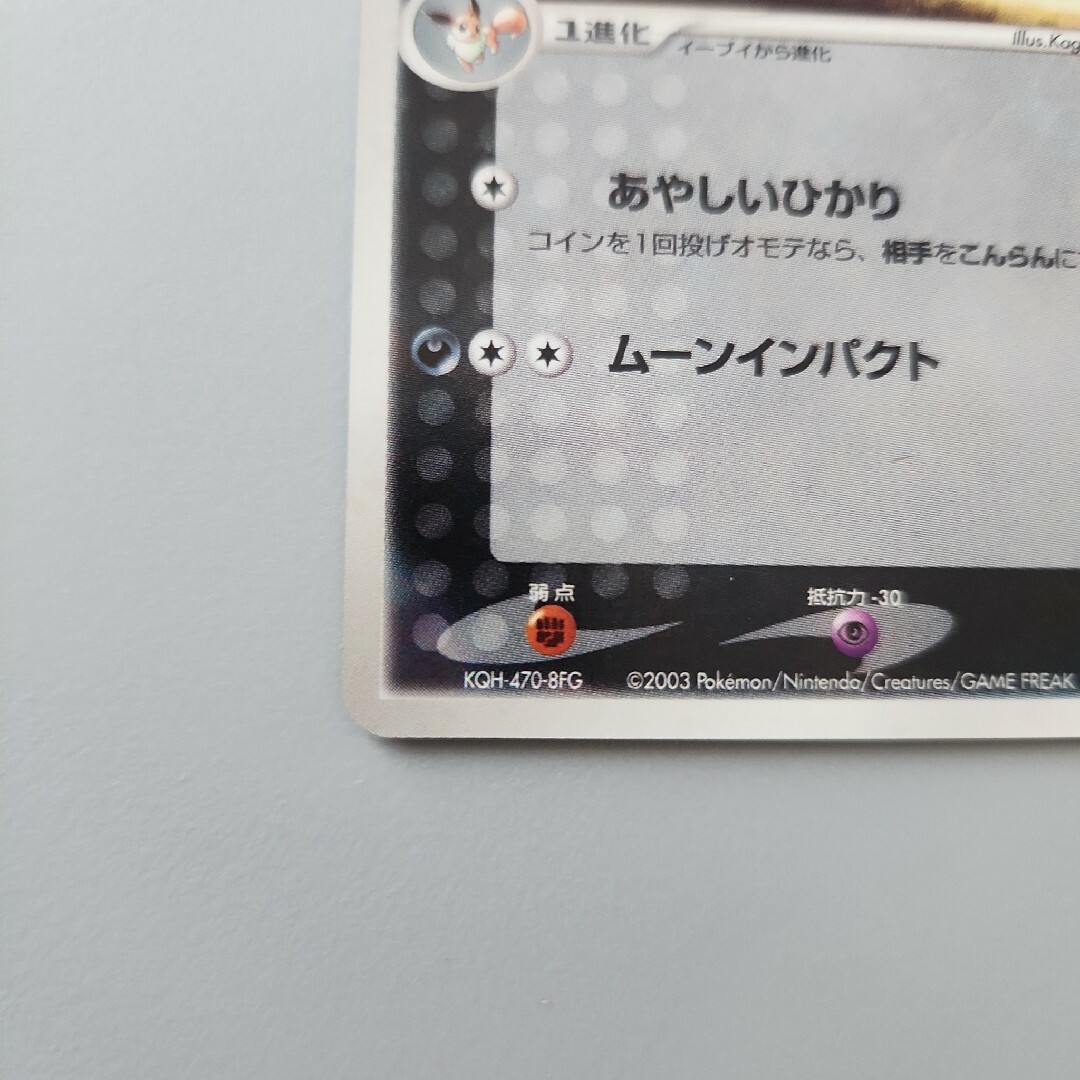 1進化
イーブイから進化
Illus.Kag
あやしいひかり
コインを1回投げオモテなら、相手をこんらんに
ムーンインパクト
弱点
抵抗力 -30
KQH-470-8FG
©2003 Pokémon/Nintendo/Creatures/GAME FREAK